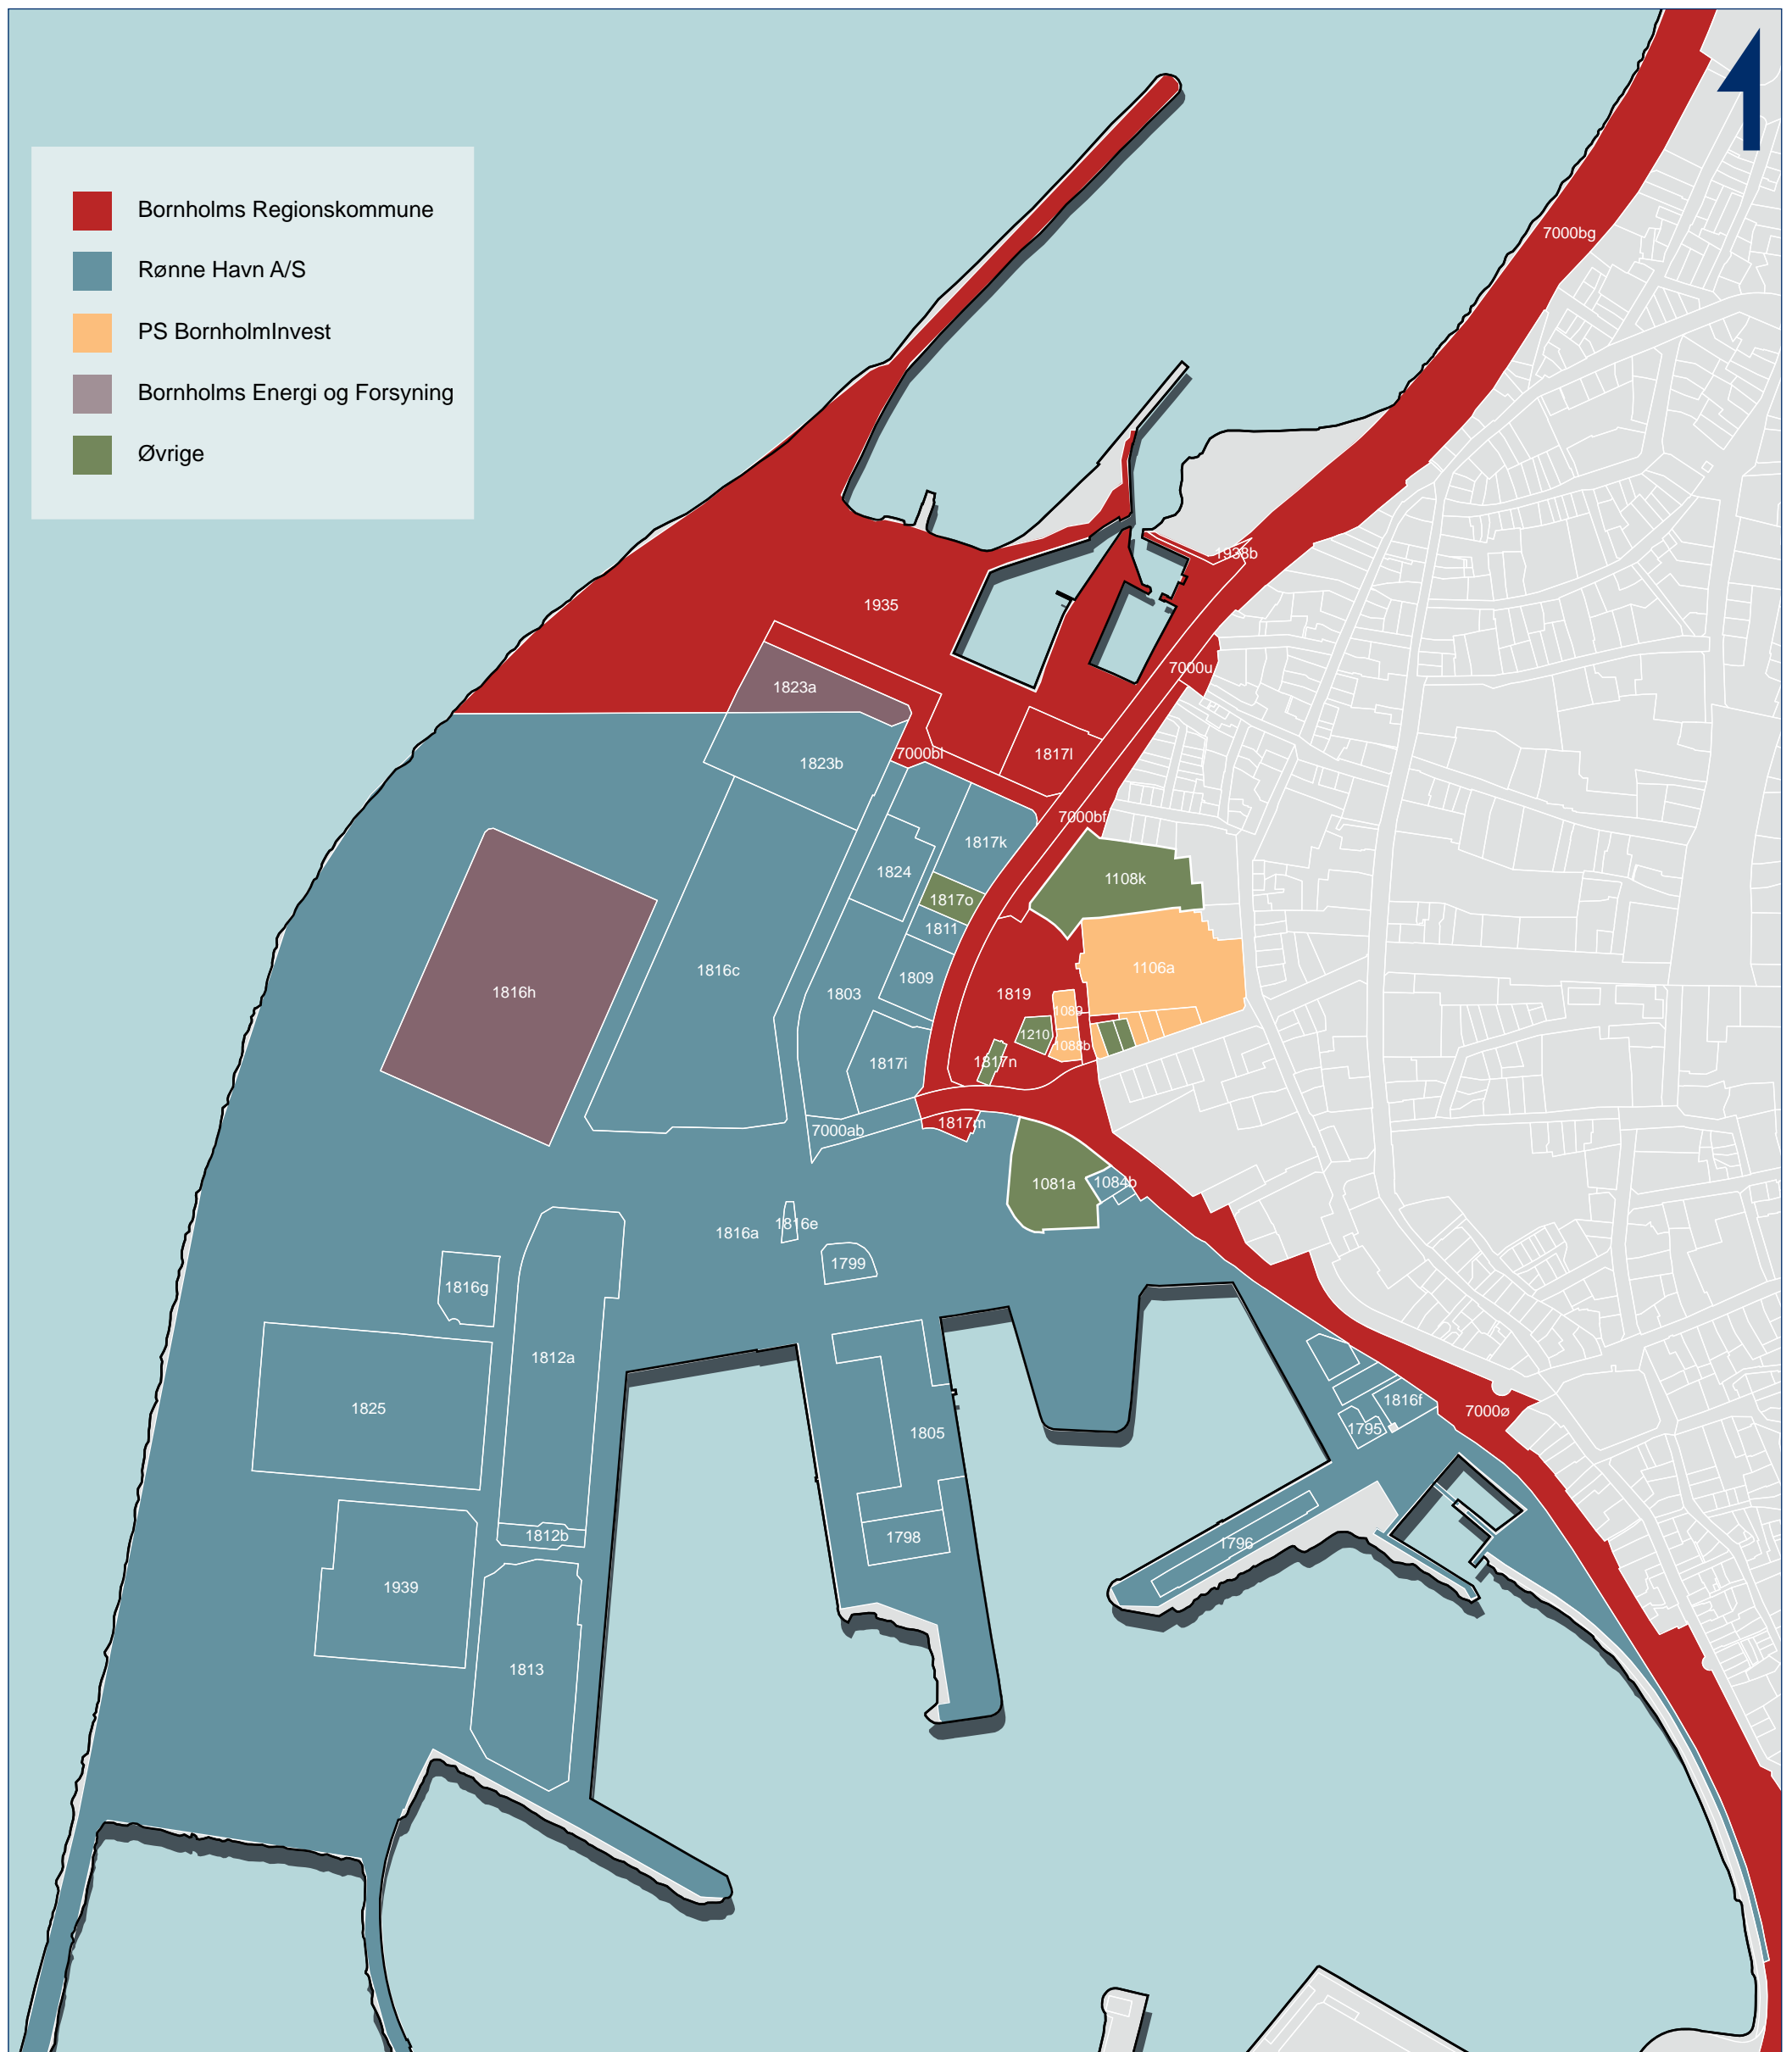 Bornholms Regionskommune
Rønne Havn A/S
PS BornholmInvest
Bornholms Energi og Forsyning
Øvrige
7000bg
1938b
1935
7000u
1823a
7000bl
1817l
1823b
7000bf
1817k
1824
1108k
1817o
1811
1106a
1816c
1809
1816h
1803
1819
1089
1210
1088b
1817i
1817n
1817m
7000ab
1081a
1084b
1816a
1816e
1799
1816g
1812a
1825
1816f
7000ø
1805
1795
1812b
1798
1796
1939
1813